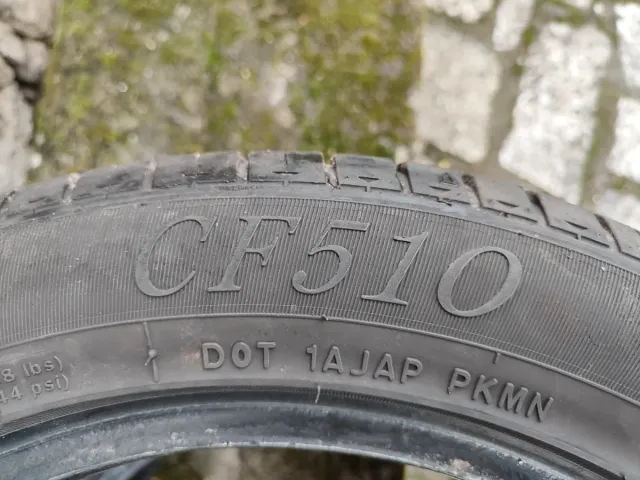 CF510
8 lbs)
44 psi)
DOT 1AJAP PKMN